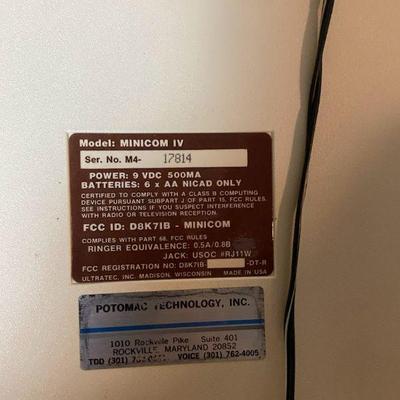 Model: MINICOM IV
Ser. No. M4- 17814
POWER: 9 VDC 500MA
BATTERIES: 6 x AA NICAD ONLY
CERTIFIED TO COMPLY WITH A CLASS B COMPUTING
DEVICE PURSUANT SUBPART J OF PART 15, FCC RULES.
SEE INSTRUCTIONS IF YOU SUSPECT INTERFERENCE
WITH RADIO OR TELEVISION RECEPTION.
FCC ID: D8K7IB - MINICOM
COMPLIES WITH PART 68, FCC RULES
RINGER EQUIVALENCE: 0.5A/0.8B
JACK: USOC #RJ11W
FCC REGISTRATION NO: D8K7IB- -DT-R
ULTRATEC, INC. MADISON, WISCONSIN MADE IN USA
POTOMAC TECHNOLOGY, INC.
1010 Rockville Pike Suite 401
ROCKVILLE, MARYLAND 20852
TDD (301) VOICE (301) 762-4005